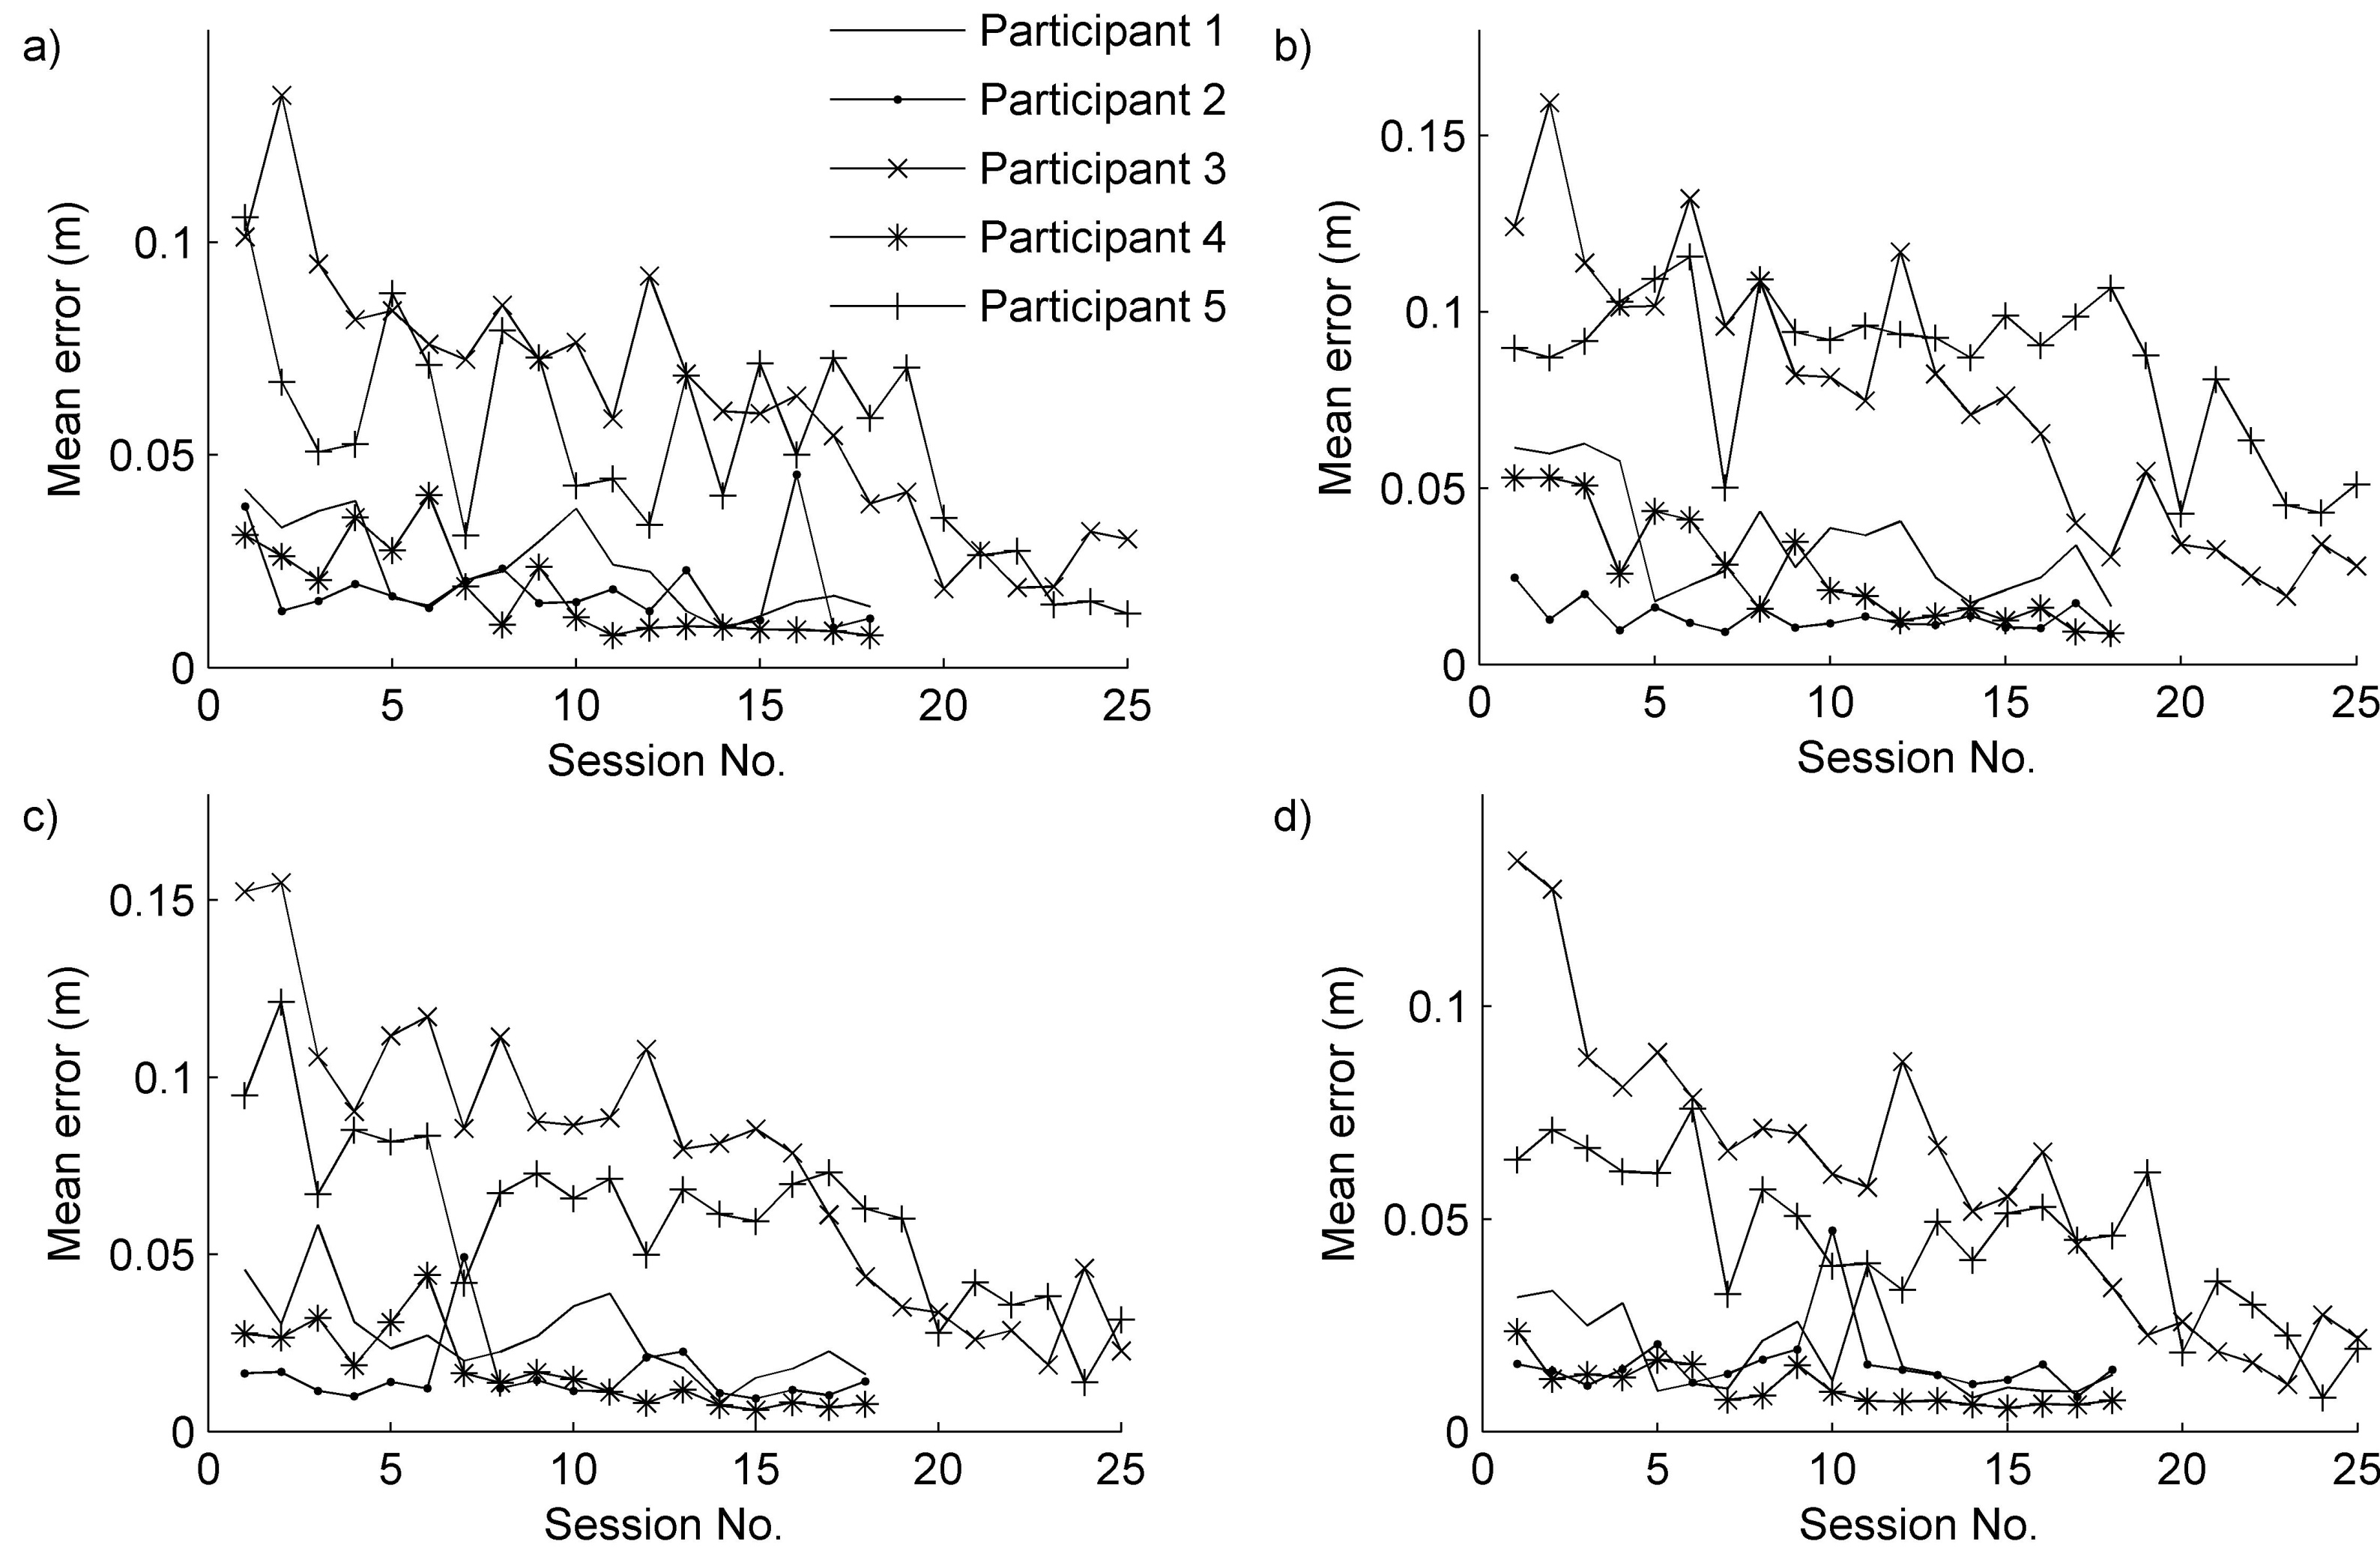 a)
Participant 1
Participant 2
Participant 3
Participant 4
Participant 5
Mean error (m)
0.1
0.05
0
0 5 10 15 20 25
Session No.
b)
Mean error (m)
0.15
0.1
0.05
0
0 5 10 15 20 25
Session No.
c)
Mean error (m)
0.15
0.1
0.05
0
0 5 10 15 20 25
Session No.
d)
Mean error (m)
0.1
0.05
0
0 5 10 15 20 25
Session No.